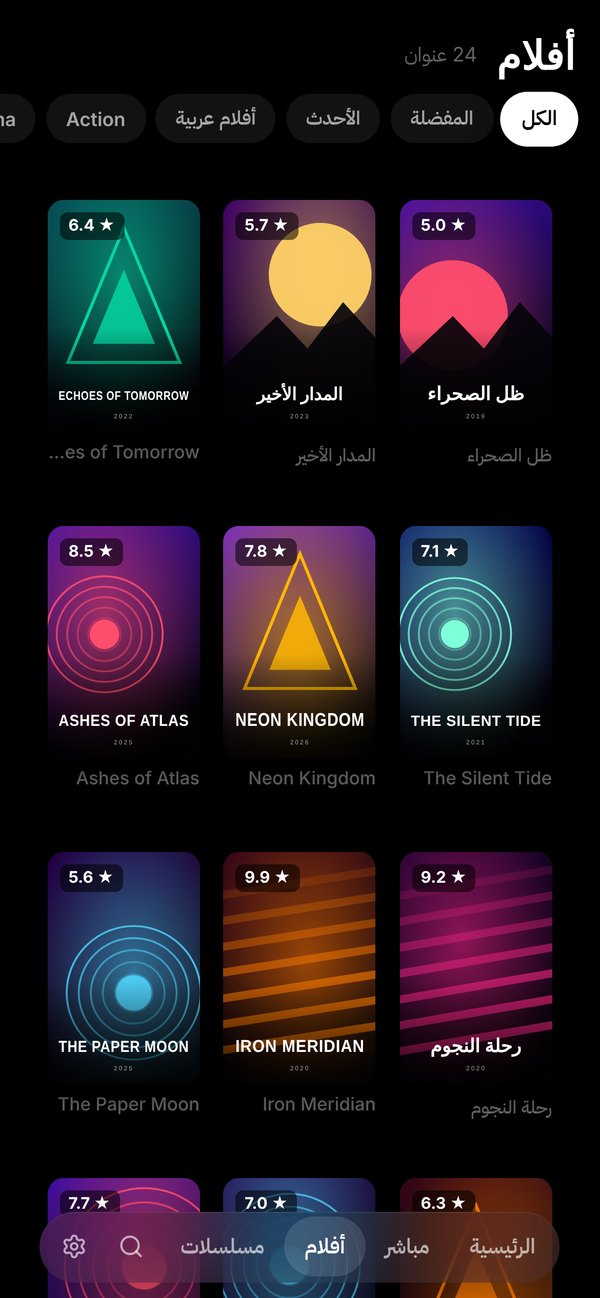 أفلام 24 عنوان
الكل المفضلة الأحدث أفلام عربية Action na
5.0 ★
ظل الصحراء
2019
ظل الصحراء
5.7 ★
المدار الأخير
2023
المدار الأخير
6.4 ★
ECHOES OF TOMORROW
2022
...es of Tomorrow
7.1 ★
THE SILENT TIDE
2021
The Silent Tide
7.8 ★
NEON KINGDOM
2026
Neon Kingdom
8.5 ★
ASHES OF ATLAS
2025
Ashes of Atlas
9.2 ★
رحلة النجوم
2020
رحلة النجوم
9.9 ★
IRON MERIDIAN
2020
Iron Meridian
5.6 ★
THE PAPER MOON
2025
The Paper Moon
6.3 ★
7.0 ★
7.7 ★
الرئيسية مباشر أفلام مسلسلات